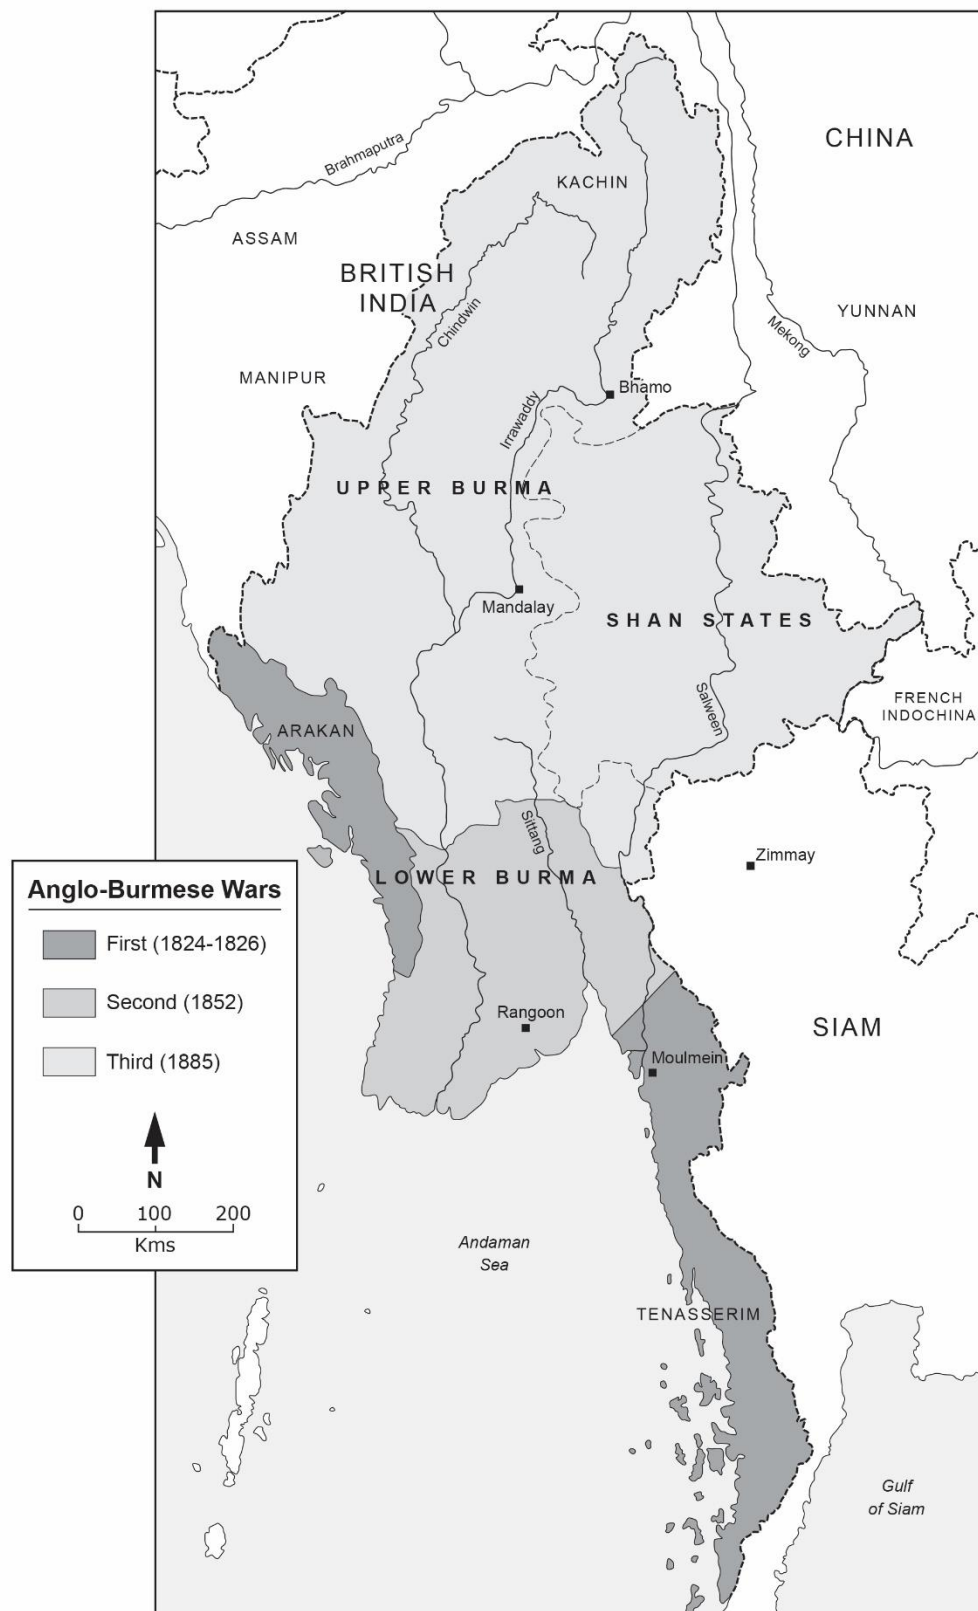 CHINA
Brahmaputra
KACHIN
ASSAM
BRITISH
INDIA
YUNNAN
Chindwin
Mekong
MANIPUR
Bhamo
Irrawaddy
UPPER BURMA
Mandalay
SHAN STATES
Salween
FRENCH
INDOCHINA
ARAKAN
Sittang
Zimmay
LOWER BURMA
Anglo-Burmese Wars
First (1824-1826)
Second (1852)
Third (1885)
N
0 100 200
Kms
Rangoon
SIAM
Moulmein
Andaman
Sea
TENASSERIM
Gulf
of Siam